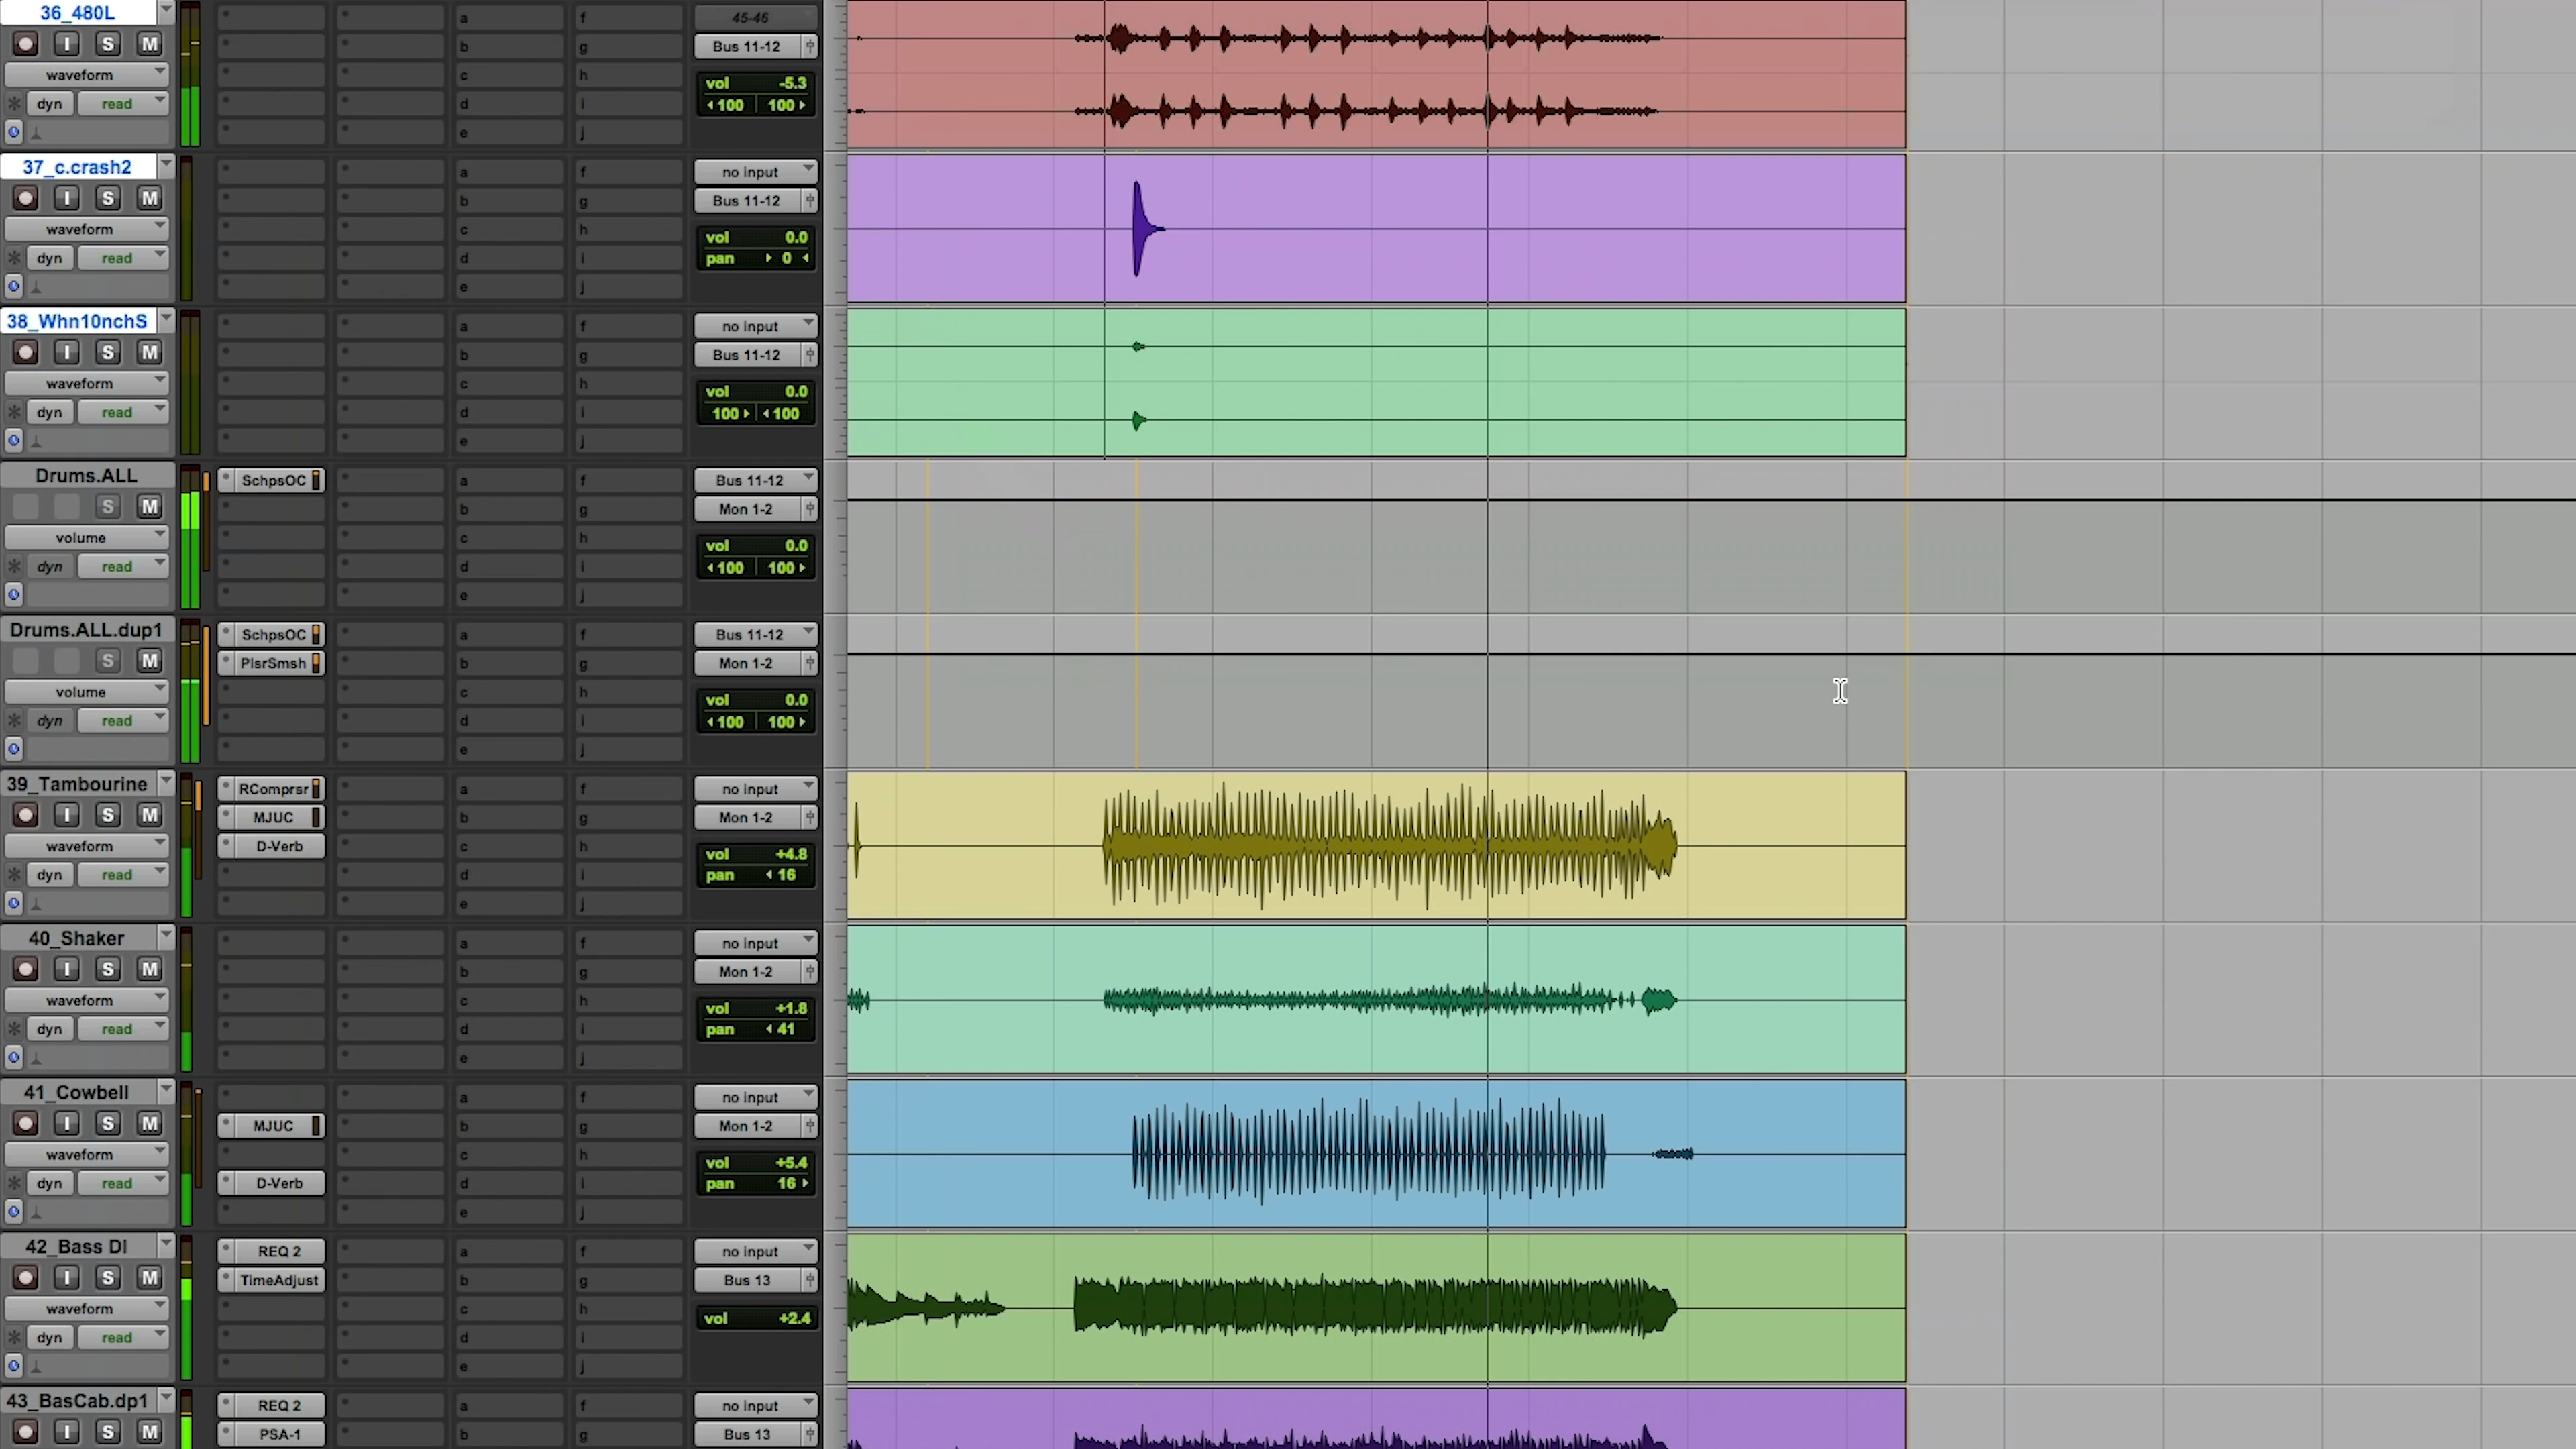 36_480L
I S M
waveform
dyn read
a f
b g
c h
d i
e j
45-46
Bus 11-12
vol -5.3
100 100
37_c.crash2
I S M
waveform
dyn read
a f
b g
c h
d i
e j
no input
Bus 11-12
vol 0.0
pan 0
38_Whn10nchS
I S M
waveform
dyn read
a f
b g
c h
d i
e j
no input
Bus 11-12
vol 0.0
100 100
Drums.ALL
S M
volume
dyn read
SchpsOC
a f
b g
c h
d i
e j
Bus 11-12
Mon 1-2
vol 0.0
100 100
Drums.ALL.dup1
S M
volume
dyn read
SchpsOC
PlsrSmsh
a f
b g
c h
d i
e j
Bus 11-12
Mon 1-2
vol 0.0
100 100
39_Tambourine
I S M
waveform
dyn read
RComprsr
MJUC
D-Verb
a f
b g
c h
d i
e j
no input
Mon 1-2
vol +4.8
pan 16
40_Shaker
I S M
waveform
dyn read
a f
b g
c h
d i
e j
no input
Mon 1-2
vol +1.8
pan 41
41_Cowbell
I S M
waveform
dyn read
MJUC
D-Verb
a f
b g
c h
d i
e j
no input
Mon 1-2
vol +5.4
pan 16
42_Bass DI
I S M
waveform
dyn read
REQ 2
TimeAdjust
a f
b g
c h
d i
e j
no input
Bus 13
vol +2.4
43_BasCab.dp1
I S M
REQ 2
PSA-1
a f
b g
no input
Bus 13